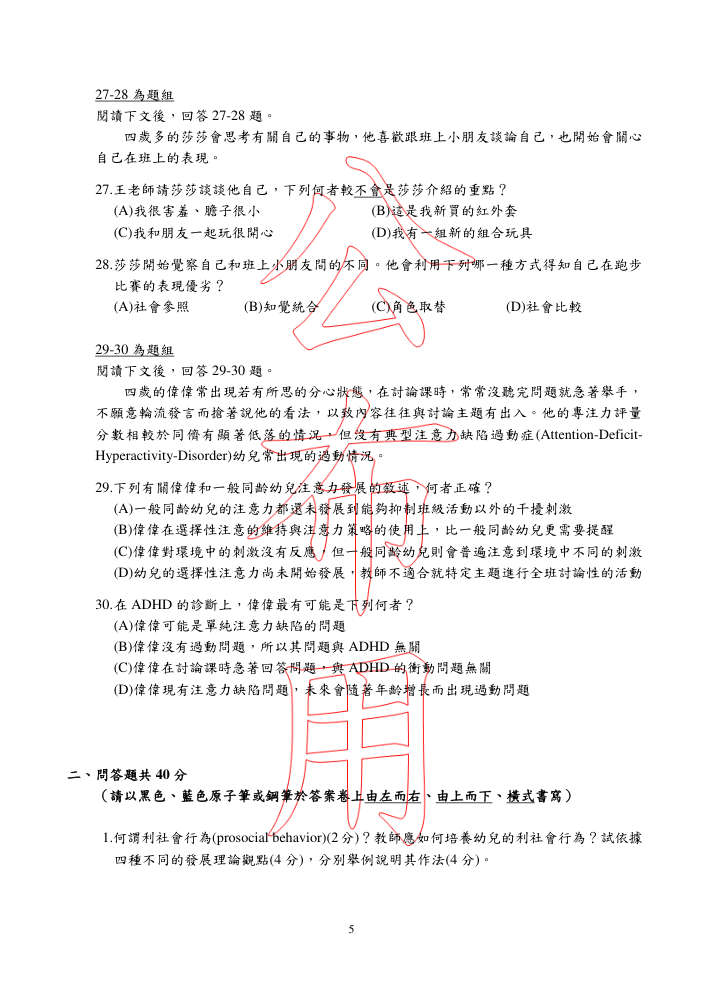 27-28 為題組
閱讀下文後，回答 27-28 題。
四歲多的莎莎會思考有關自己的事物，他喜歡跟班上小朋友談論自己，也開始會關心
自己在班上的表現。
27.王老師請莎莎談談他自己，下列何者較不會是莎莎介紹的重點？
(A)我很害羞、膽子很小 (B)這是我新買的紅外套
(C)我和朋友一起玩很開心 (D)我有一組新的組合玩具
28.莎莎開始覺察自己和班上小朋友間的不同。他會利用下列哪一種方式得知自己在跑步
比賽的表現優劣？
(A)社會參照 (B)知覺統合 (C)角色取替 (D)社會比較
29-30 為題組
閱讀下文後，回答 29-30 題。
四歲的偉偉常出現若有所思的分心狀態，在討論課時，常常沒聽完問題就急著舉手，
不願意輪流發言而搶著說他的看法，以致內容往往與討論主題有出入。他的專注力評量
分數相較於同儕有顯著低落的情況，但沒有典型注意力缺陷過動症(Attention-Deficit-
Hyperactivity-Disorder)幼兒常出現的過動情況。
29.下列有關偉偉和一般同齡幼兒注意力發展的敘述，何者正確？
(A)一般同齡幼兒的注意力都還未發展到能夠抑制班級活動以外的干擾刺激
(B)偉偉在選擇性注意的維持與注意力策略的使用上，比一般同齡幼兒更需要提醒
(C)偉偉對環境中的刺激沒有反應，但一般同齡幼兒則會普遍注意到環境中不同的刺激
(D)幼兒的選擇性注意力尚未開始發展，教師不適合就特定主題進行全班討論性的活動
30.在 ADHD 的診斷上，偉偉最有可能是下列何者？
(A)偉偉可能是單純注意力缺陷的問題
(B)偉偉沒有過動問題，所以其問題與 ADHD 無關
(C)偉偉在討論課時急著回答問題，與 ADHD 的衝動問題無關
(D)偉偉現有注意力缺陷問題，未來會隨著年齡增長而出現過動問題
二、問答題共 40 分
（請以黑色、藍色原子筆或鋼筆於答案卷上由左而右、由上而下、橫式書寫）
1.何謂利社會行為(prosocial behavior)(2 分)？教師應如何培養幼兒的利社會行為？試依據
四種不同的發展理論觀點(4 分)，分別舉例說明其作法(4 分)。
5
公
布
用